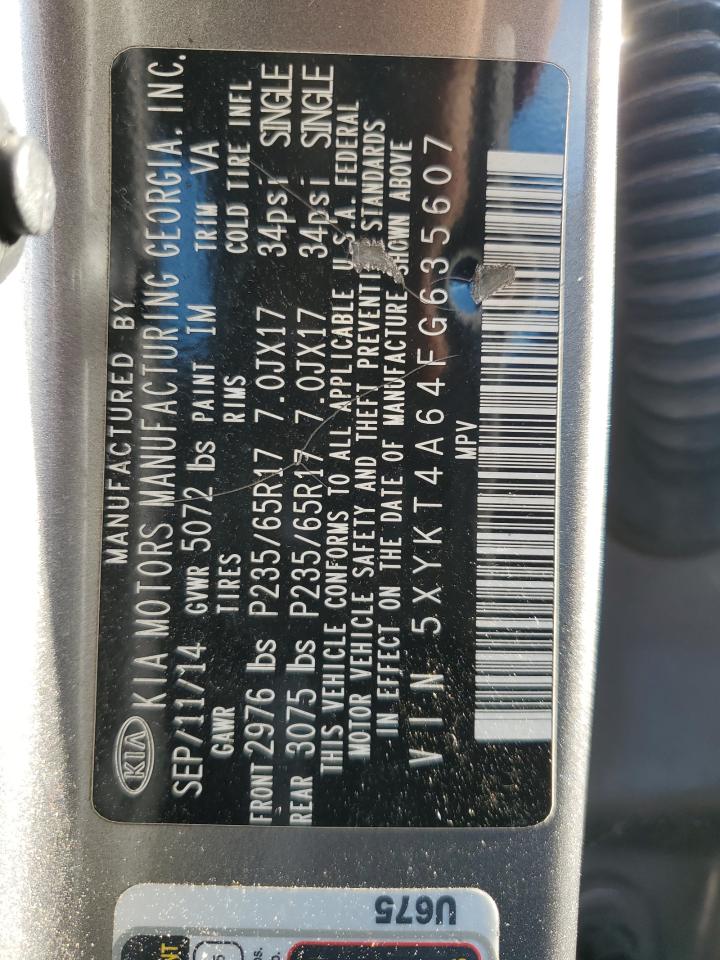 MANUFACTURED BY
KIA KIA MOTORS MANUFACTURING GEORGIA, INC.
SEP/11/14 GVWR 5072 lbs PAINT IM TRIM VA
GAWR TIRES RIMS COLD TIRE INFL
FRONT 2976 lbs P235/65R17 7.0JX17 34psi SINGLE
REAR 3075 lbs P235/65R17 7.0JX17 34psi SINGLE
THIS VEHICLE CONFORMS TO ALL APPLICABLE U.S.A. FEDERAL
MOTOR VEHICLE SAFETY AND THEFT PREVENTI STANDARDS
IN EFFECT ON THE DATE OF MANUFACTURE SHOWN ABOVE
VIN 5XYKT4A64FG635607
MPV
U675